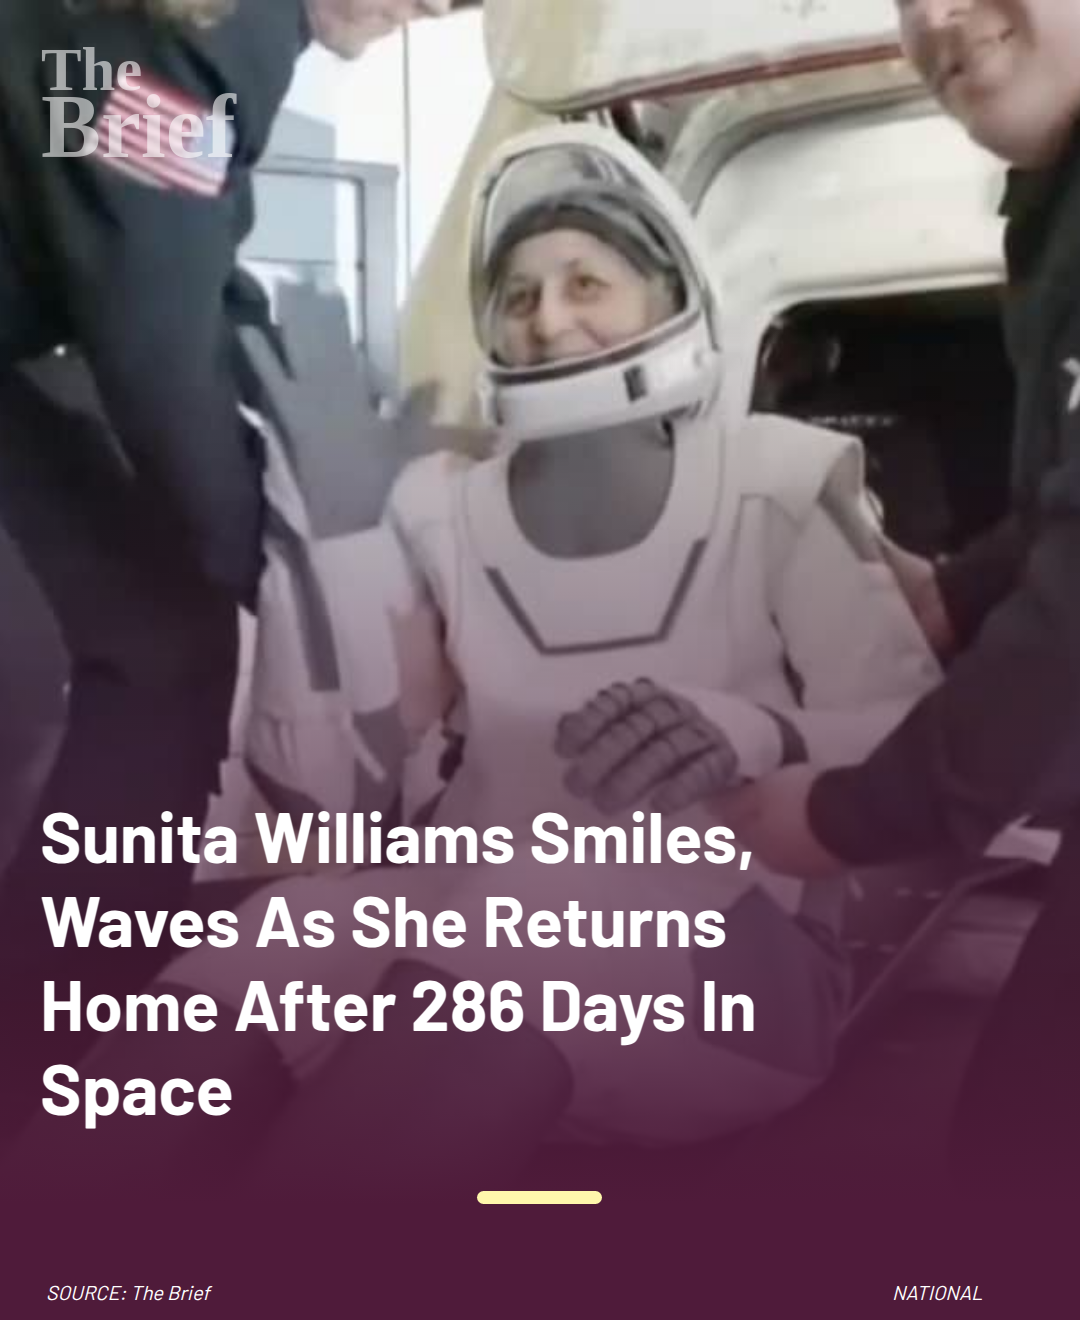 The
Brief
Sunita Williams Smiles,
Waves As She Returns
Home After 286 Days In
Space
SOURCE: The Brief
NATIONAL